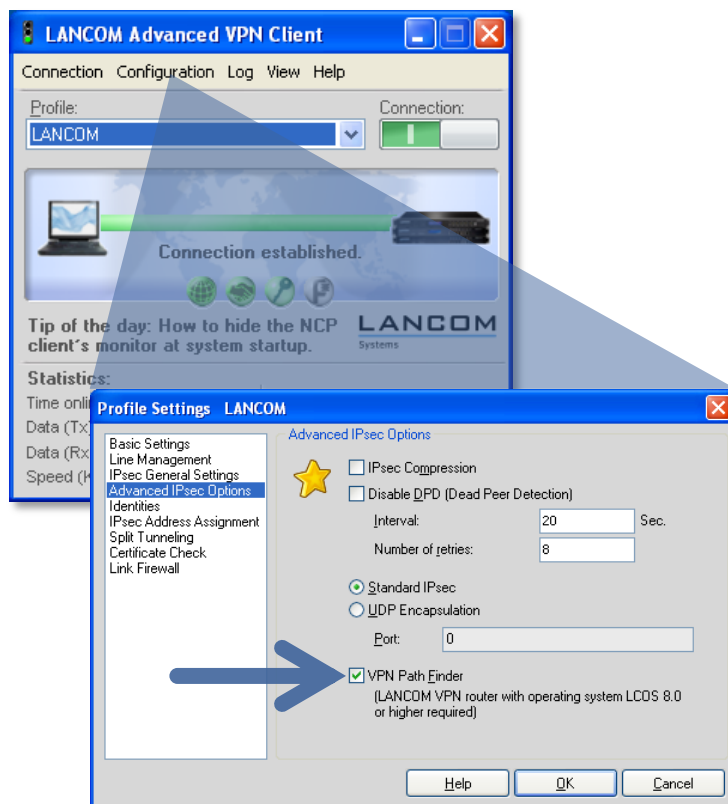 LANCOM Advanced VPN Client
Connection Configuration Log View Help
Profile:
Connection:
LANCOM
Connection established.
Tip of the day: How to hide the NCP
client´s monitor at system startup.
LANCOM
Systems
Statistics:
Time onli
Data (Tx)
Data (Rx
Speed (K
Profile Settings LANCOM
Basic Settings
Line Management
IPsec General Settings
Advanced IPsec Options
Identities
IPsec Address Assignment
Split Tunneling
Certificate Check
Link Firewall
Advanced IPsec Options
IPsec Compression
Disable DPD (Dead Peer Detection)
Interval: 20 Sec.
Number of retries: 8
Standard IPsec
UDP Encapsulation
Port: 0
VPN Path Finder
(LANCOM VPN router with operating system LCOS 8.0
or higher required)
Help OK Cancel